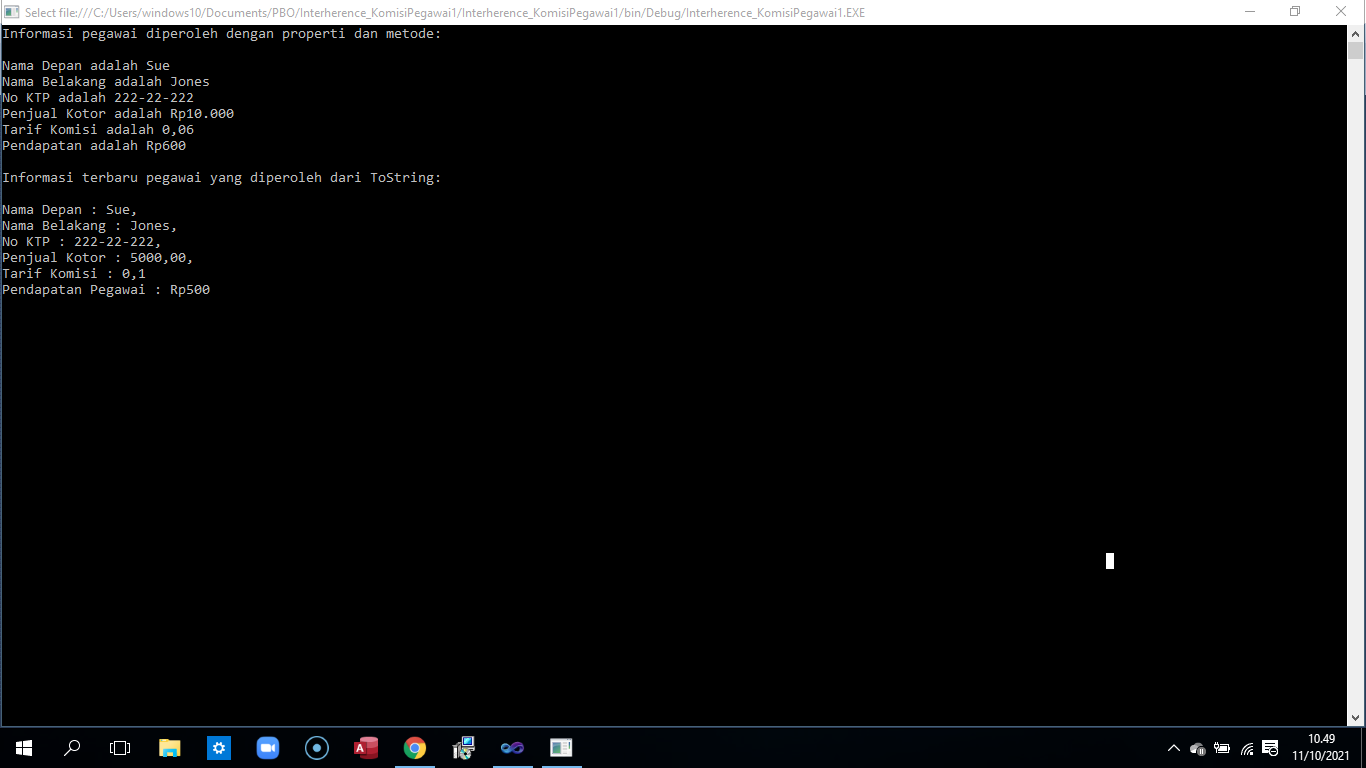 Select file:///C:/Users/windows10/Documents/PBO/Interherence_KomisiPegawai1/Interherence_KomisiPegawai1/bin/Debug/Interherence_KomisiPegawai1.EXE
Informasi pegawai diperoleh dengan properti dan metode:
Nama Depan adalah Sue
Nama Belakang adalah Jones
No KTP adalah 222-22-222
Penjual Kotor adalah Rp10.000
Tarif Komisi adalah 0,06
Pendapatan adalah Rp600
Informasi terbaru pegawai yang diperoleh dari ToString:
Nama Depan : Sue,
Nama Belakang : Jones,
No KTP : 222-22-222,
Penjual Kotor : 5000,00,
Tarif Komisi : 0,1
Pendapatan Pegawai : Rp500
A
10.49
11/10/2021